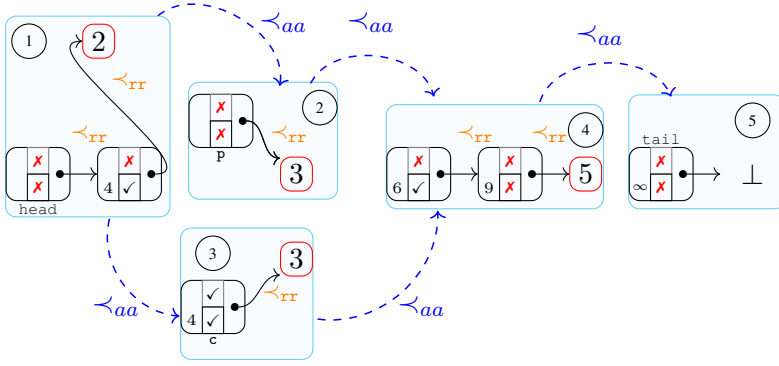 1
2
≺rr
≺rr
✗
✗
head
✗
4 ✓
≺aa
≺aa
≺aa
2
✗
✗
p
≺rr
3
≺aa
3
3
✓
4 ✓
c
≺rr
≺aa
4
≺rr
≺rr
✗
6 ✓
✗
9 ✗
5
5
tail
✗
∞ ✗
⊥